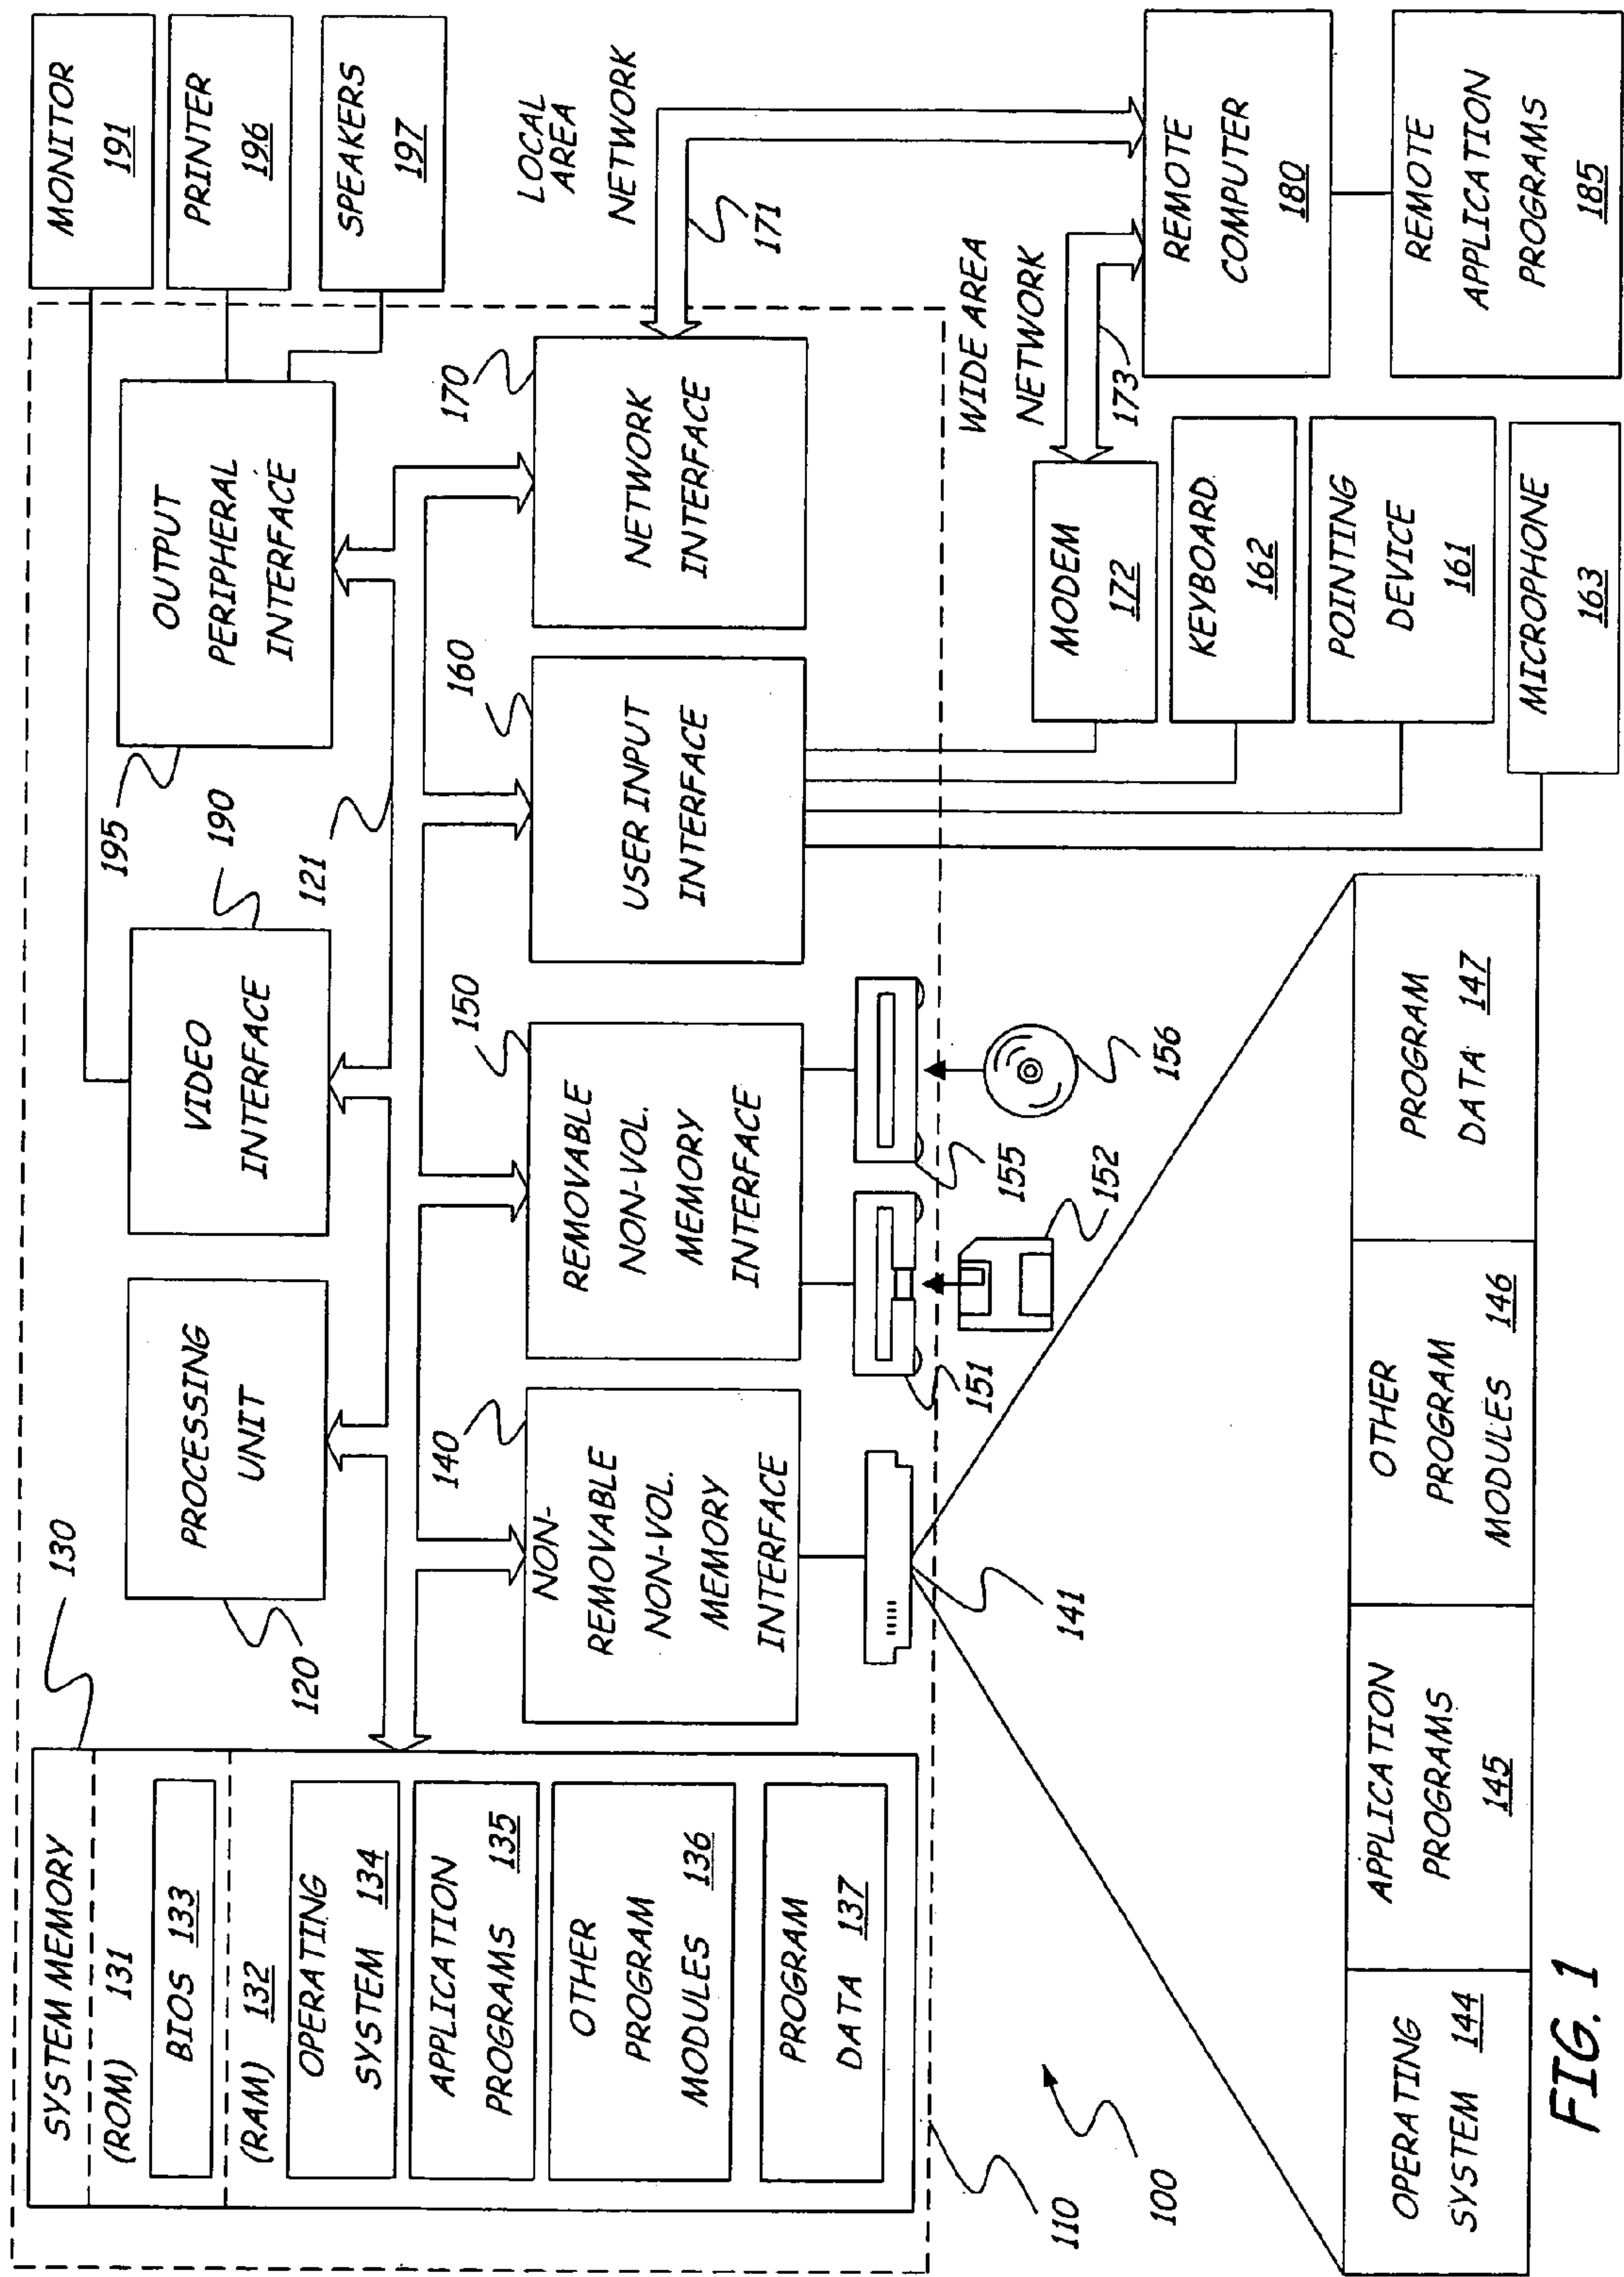 SYSTEM MEMORY
(ROM) 131
BIOS 133
(RAM) 132
OPERATING
SYSTEM 134
APPLICATION
PROGRAMS 135
OTHER
PROGRAM
MODULES 136
PROGRAM
DATA 137
130
PROCESSING
UNIT
120
VIDEO
INTERFACE
190
OUTPUT
PERIPHERAL
INTERFACE
195
121
MONITOR
191
PRINTER
196
SPEAKERS
197
NON-
REMOVABLE
NON-VOL.
MEMORY
INTERFACE
140
REMOVABLE
NON-VOL.
MEMORY
INTERFACE
150
USER INPUT
INTERFACE
160
NETWORK
INTERFACE
170
LOCAL
AREA
NETWORK
171
141
151
155
152
156
WIDE AREA
NETWORK
173
MODEM
172
KEYBOARD
162
POINTING
DEVICE
161
MICROPHONE
163
REMOTE
COMPUTER
180
REMOTE
APPLICATION
PROGRAMS
185
110
100
OPERATING
SYSTEM 144
APPLICATION
PROGRAMS
145
OTHER
PROGRAM
MODULES 146
PROGRAM
DATA 147
FIG. 1